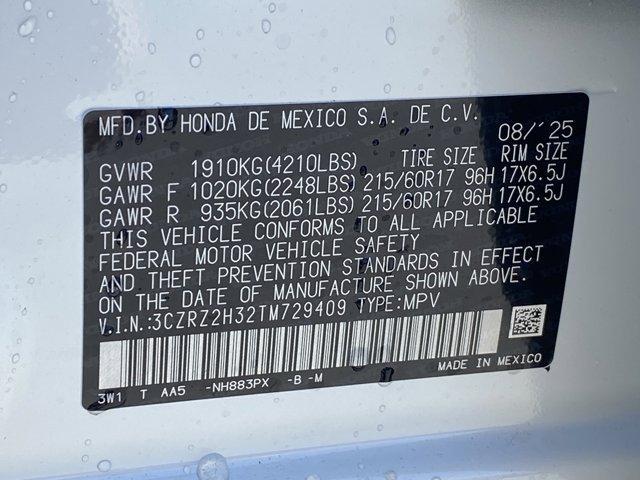 MFD.BY HONDA DE MEXICO S.A. DE C.V.
08/'25
GVWR 1910KG(4210LBS) TIRE SIZE RIM SIZE
GAWR F 1020KG(2248LBS) 215/60R17 96H 17X6.5J
GAWR R 935KG(2061LBS) 215/60R17 96H 17X6.5J
THIS VEHICLE CONFORMS TO ALL APPLICABLE
FEDERAL MOTOR VEHICLE SAFETY
AND THEFT PREVENTION STANDARDS IN EFFECT
ON THE DATE OF MANUFACTURE SHOWN ABOVE.
V.I.N.:3CZRZ2H32TM729409 TYPE:MPV
MADE IN MEXICO
3W1 T AA5 -NH883PX -B -M